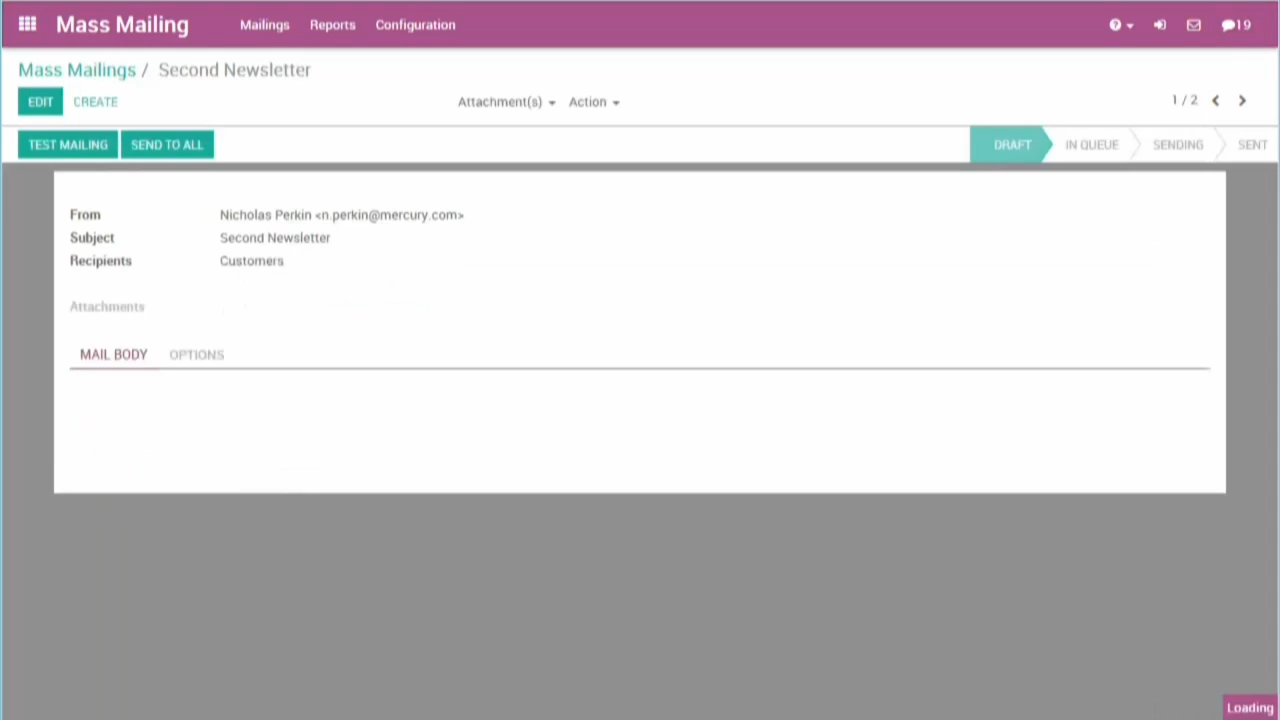 Mass Mailing Mailings Reports Configuration 19
Mass Mailings / Second Newsletter
EDIT CREATE Attachment(s) Action 1 / 2
TEST MAILING SEND TO ALL DRAFT IN QUEUE SENDING SENT
From Nicholas Perkin <n.perkin@mercury.com>
Subject Second Newsletter
Recipients Customers
Attachments
MAIL BODY OPTIONS
Loading